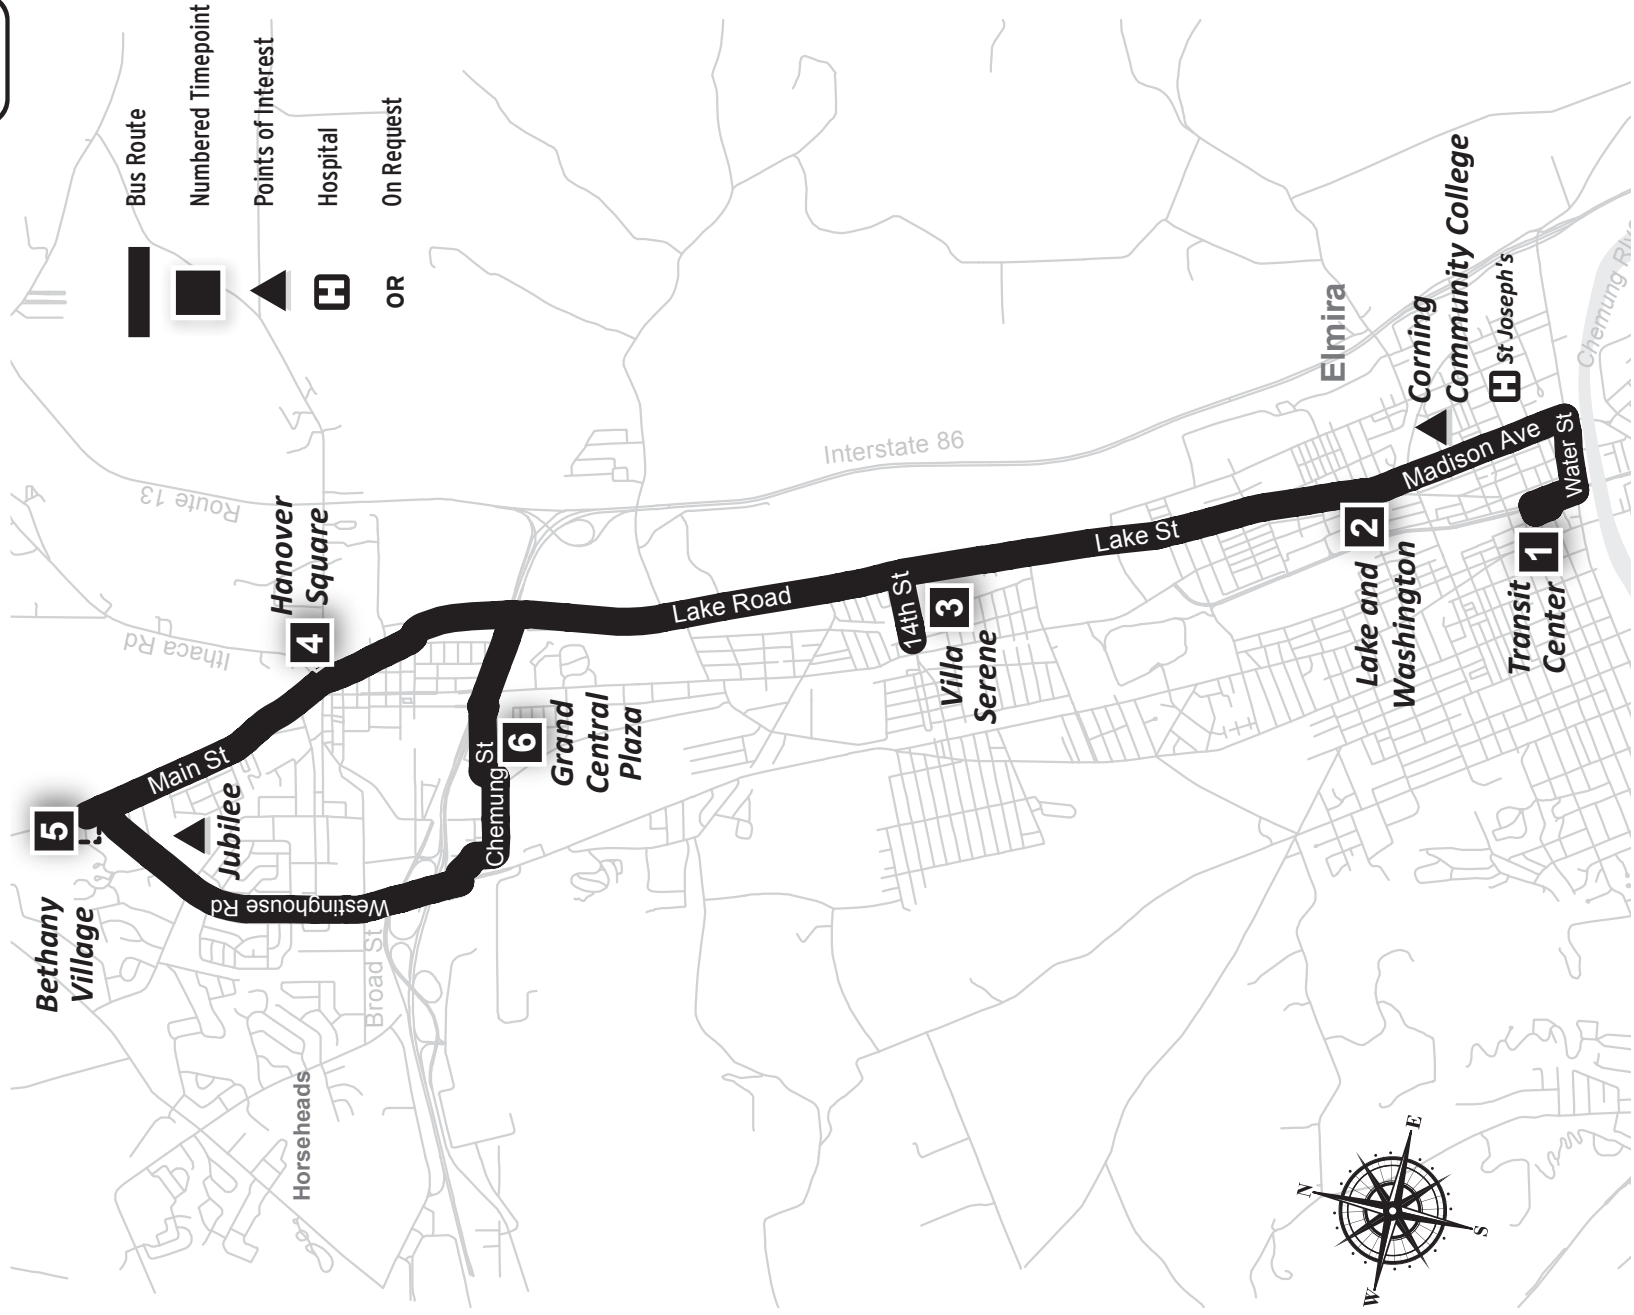 Bus Route
Numbered Timepoint
Points of Interest
H
Hospital
OR
On Request
5
Bethany
Village
Main St
Jubilee
Westinghouse Rd
Broad St
Horseheads
4
Hanover
Square
Route 13
Ithaca Rd
6
Grand
Central
Plaza
Chemung St
Lake Road
Interstate 86
14th St
3
Villa
Serene
Lake St
Elmira
2
Lake and
Washington
Corning
Community College
H St Joseph's
Madison Ave
Water St
1
Transit
Center
Chemung Riv
N
E
S
W